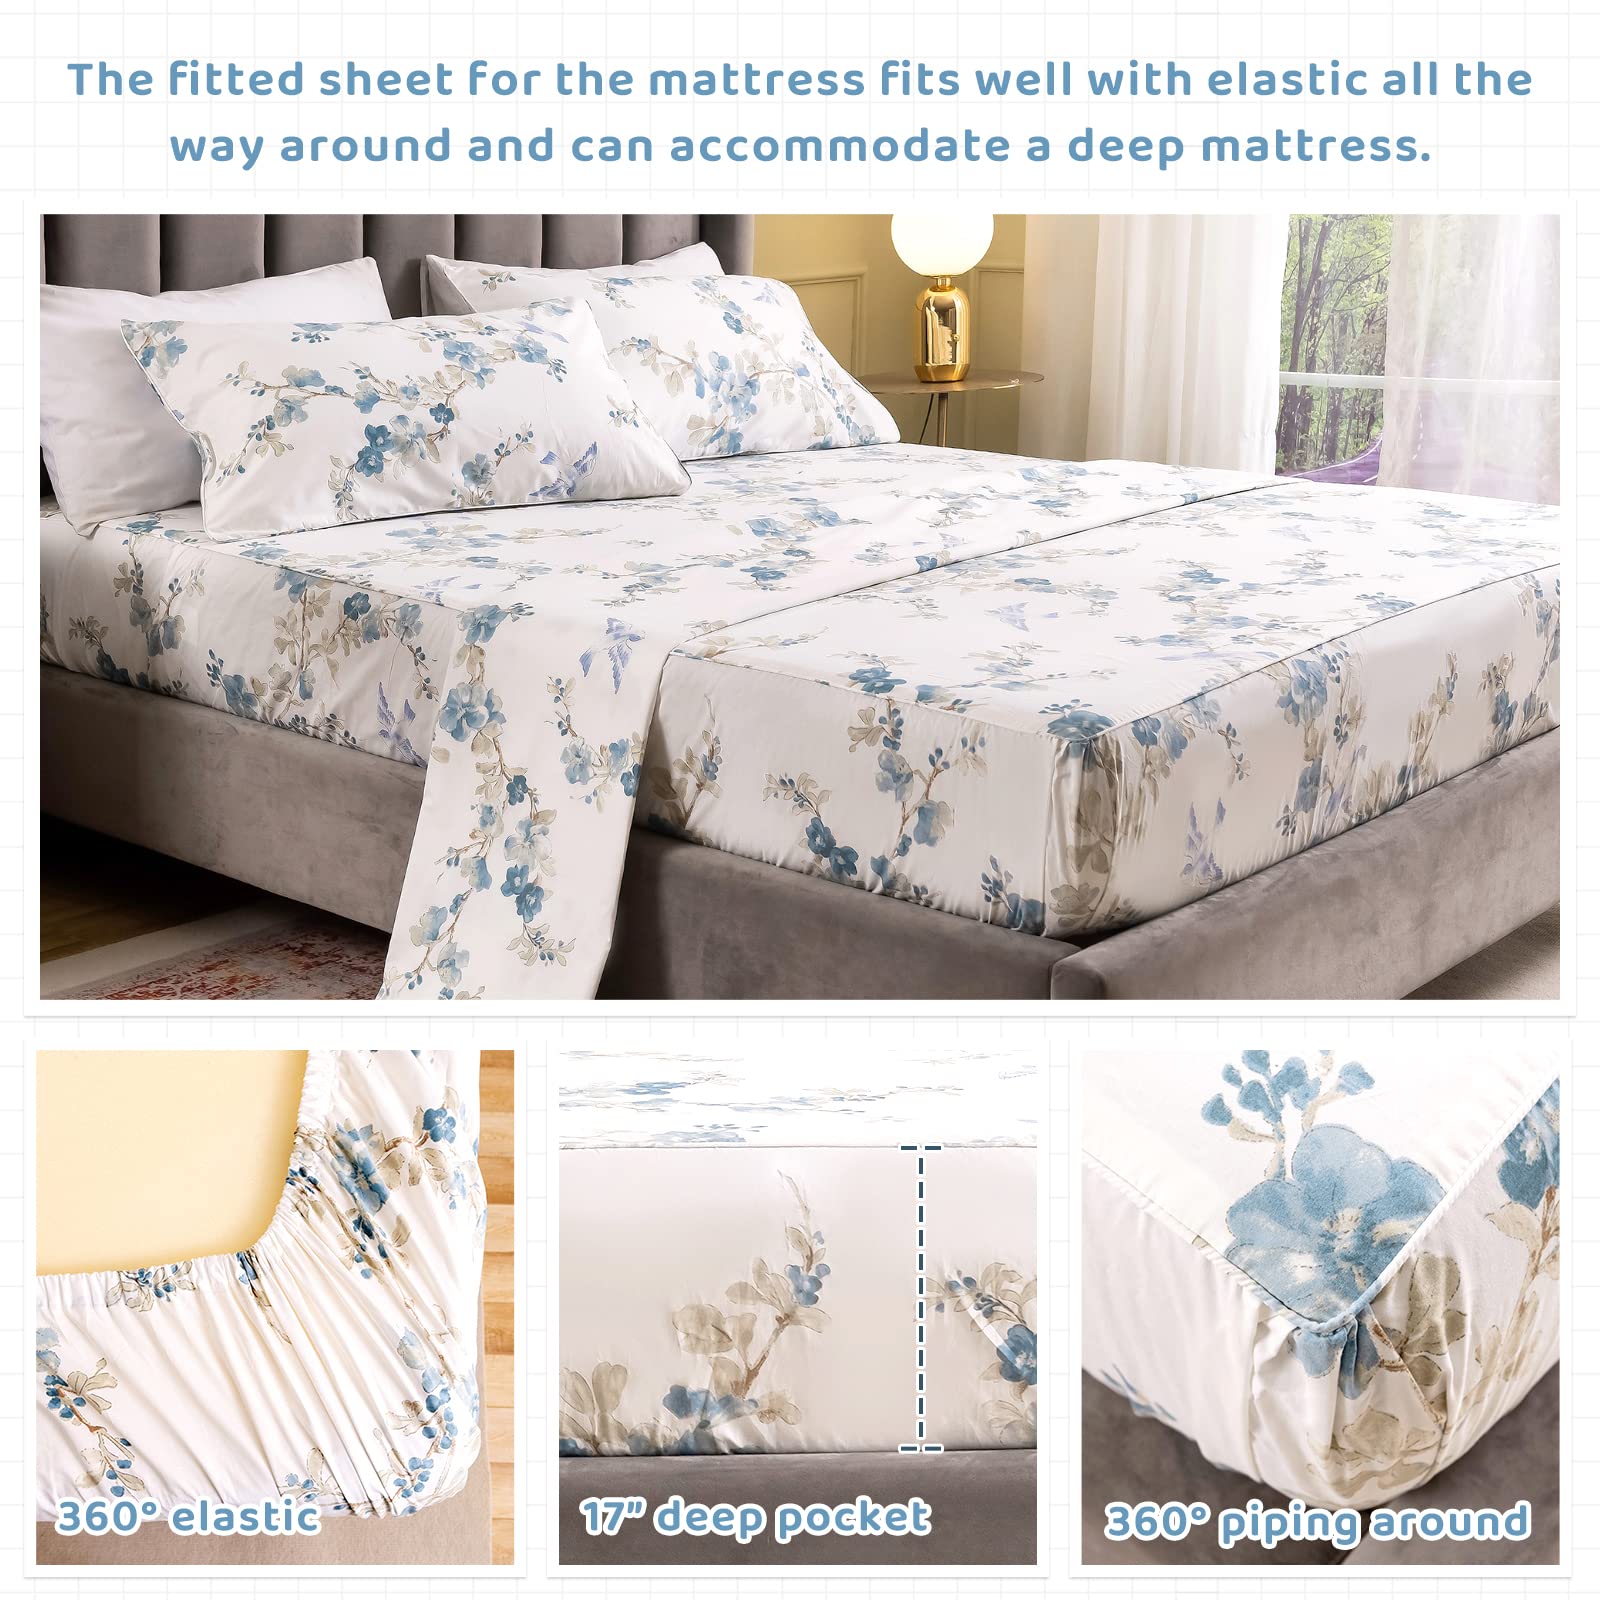 The fitted sheet for the mattress fits well with elastic all the
way around and can accommodate a deep mattress.
360° elastic
17" deep pocket
360° piping around